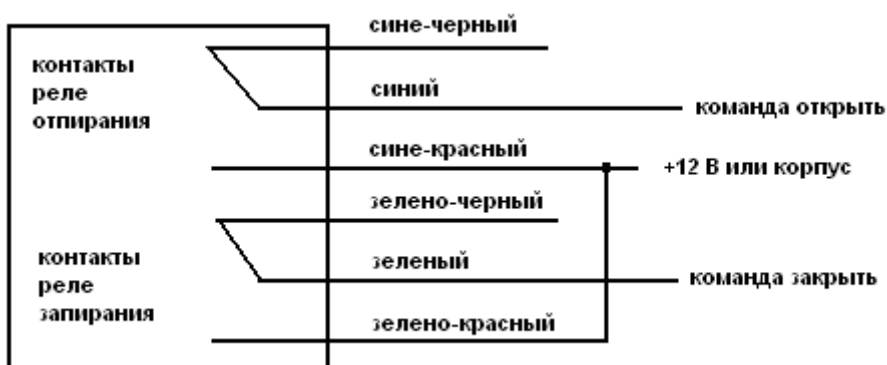 сине-черный
контакты
реле
отпирания
синий
команда открыть
сине-красный
+12 В или корпус
зелено-черный
контакты
реле
запирания
зеленый
команда закрыть
зелено-красный